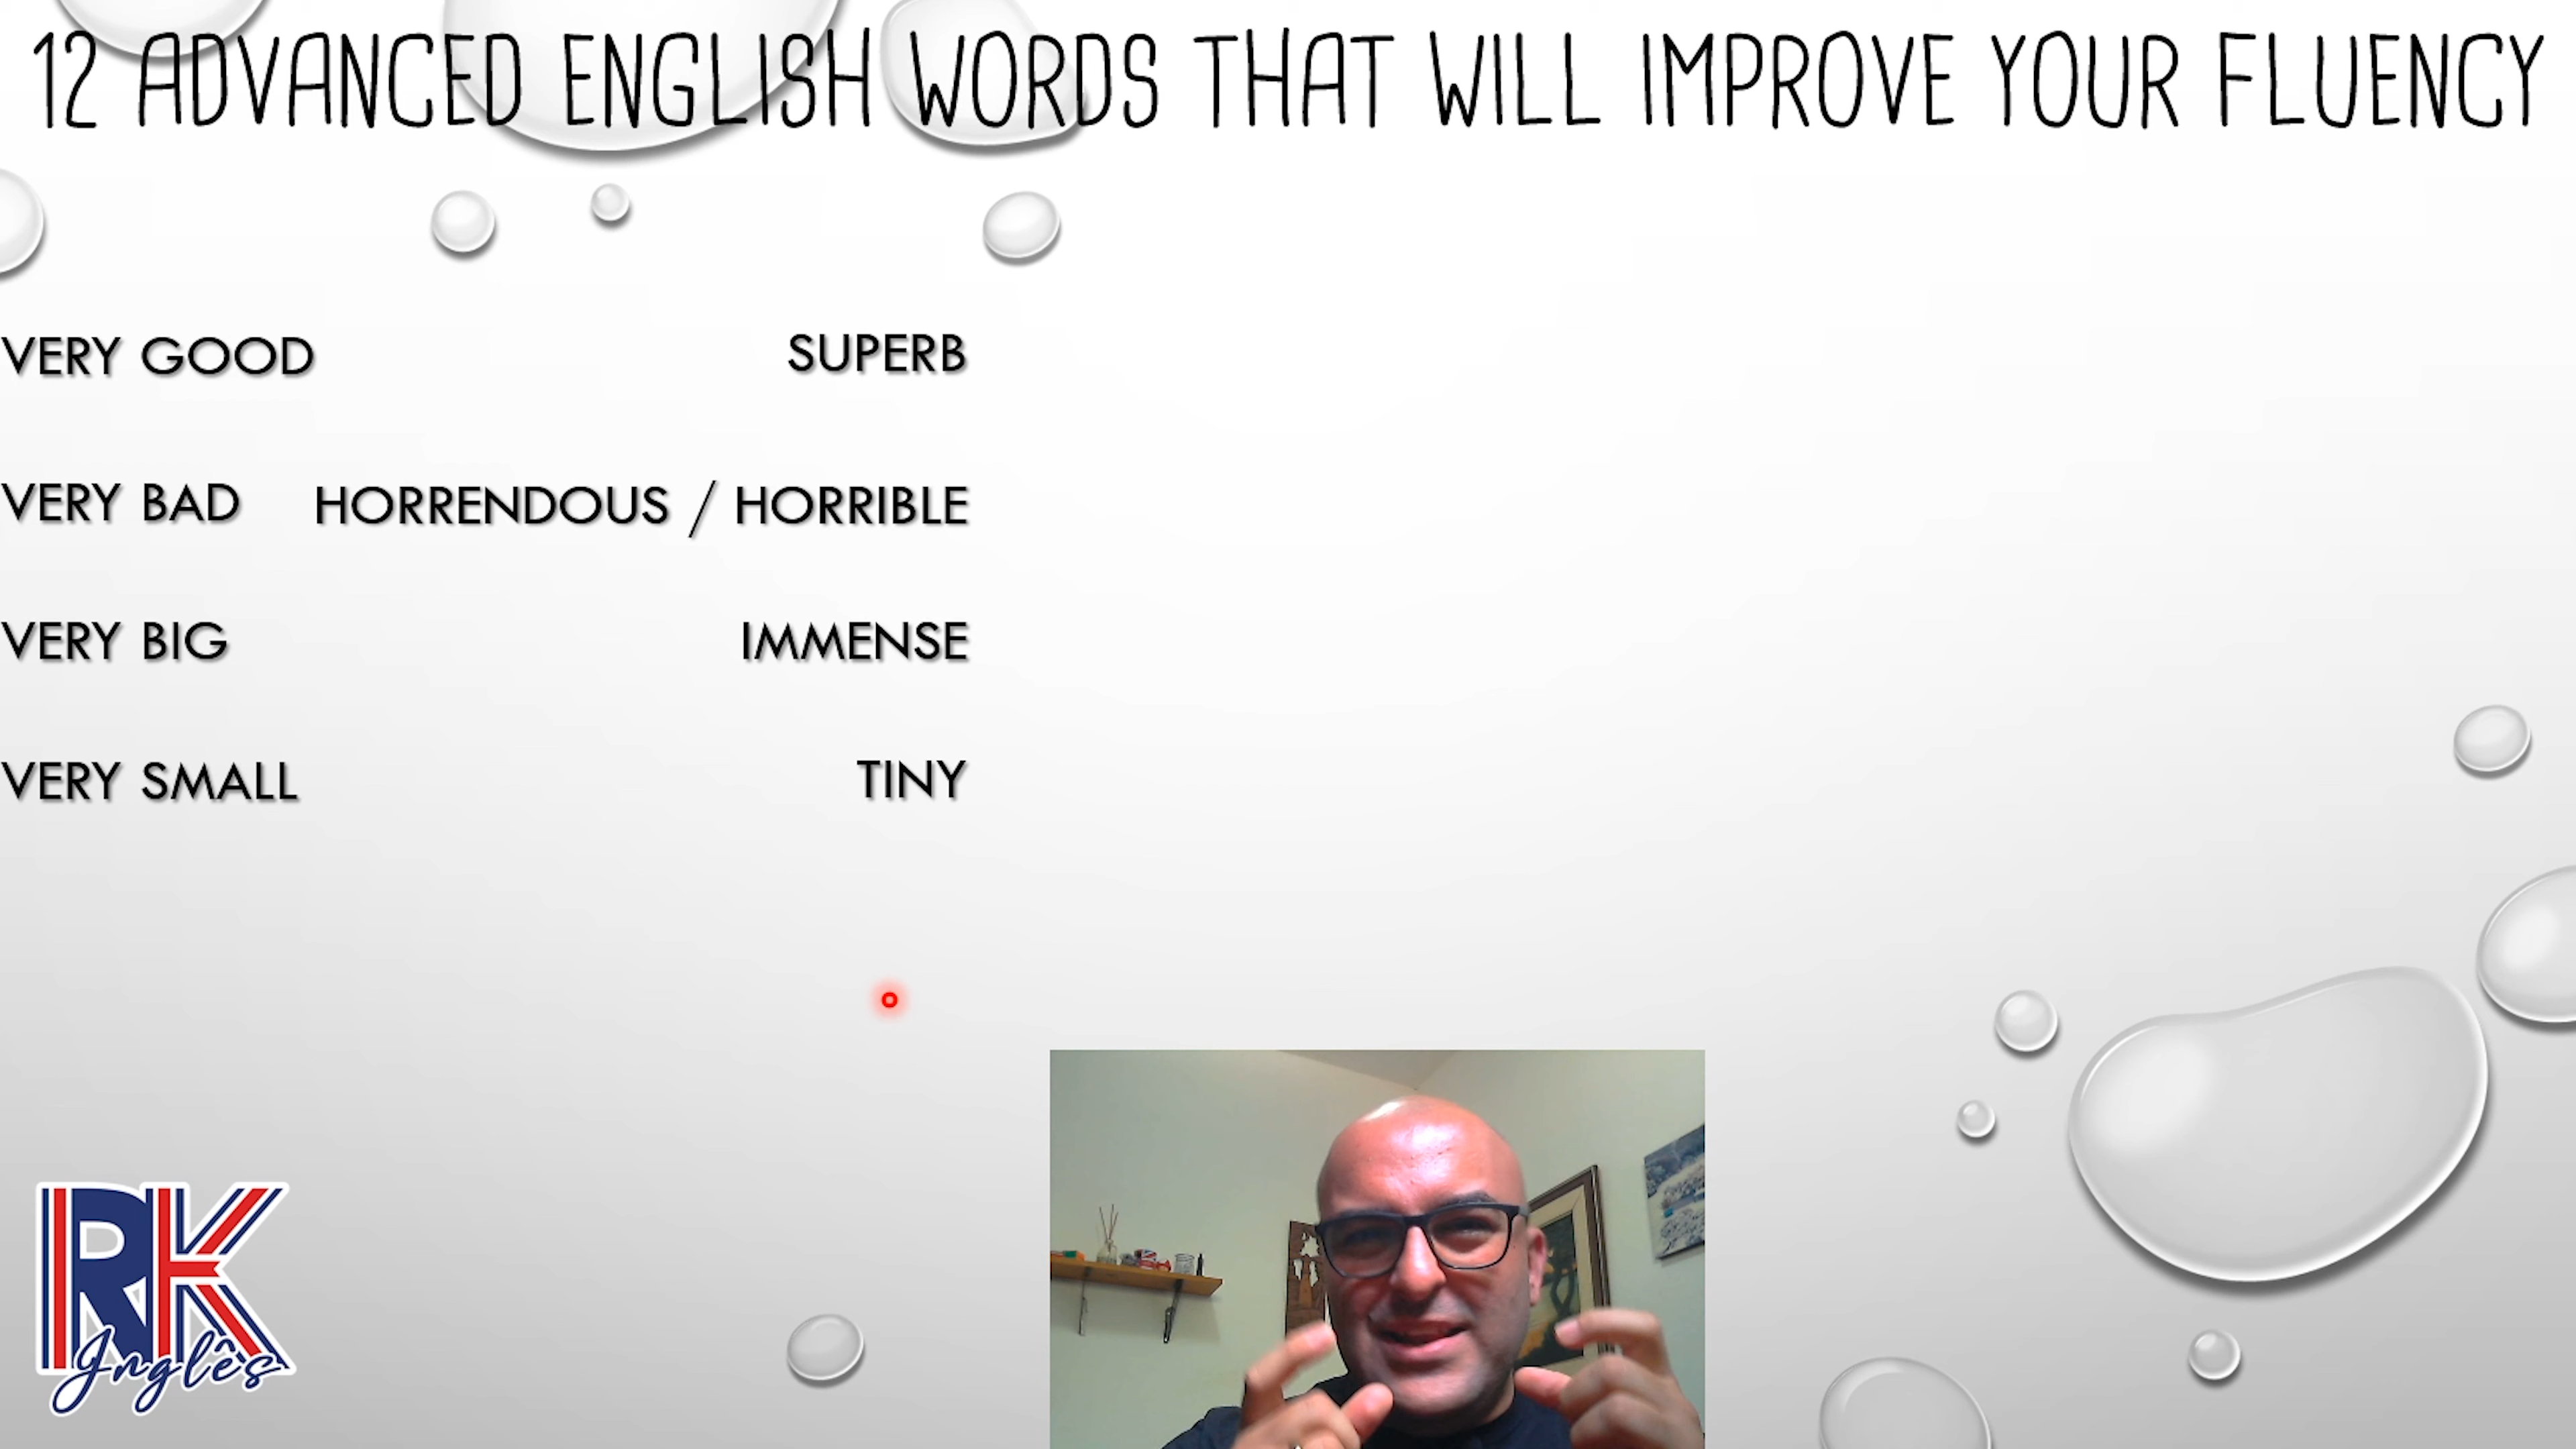 12 ADVANCED ENGLISH WORDS THAT WILL IMPROVE YOUR FLUENCY
VERY GOOD SUPERB
VERY BAD HORRENDOUS / HORRIBLE
VERY BIG IMMENSE
VERY SMALL TINY
RK
Inglês